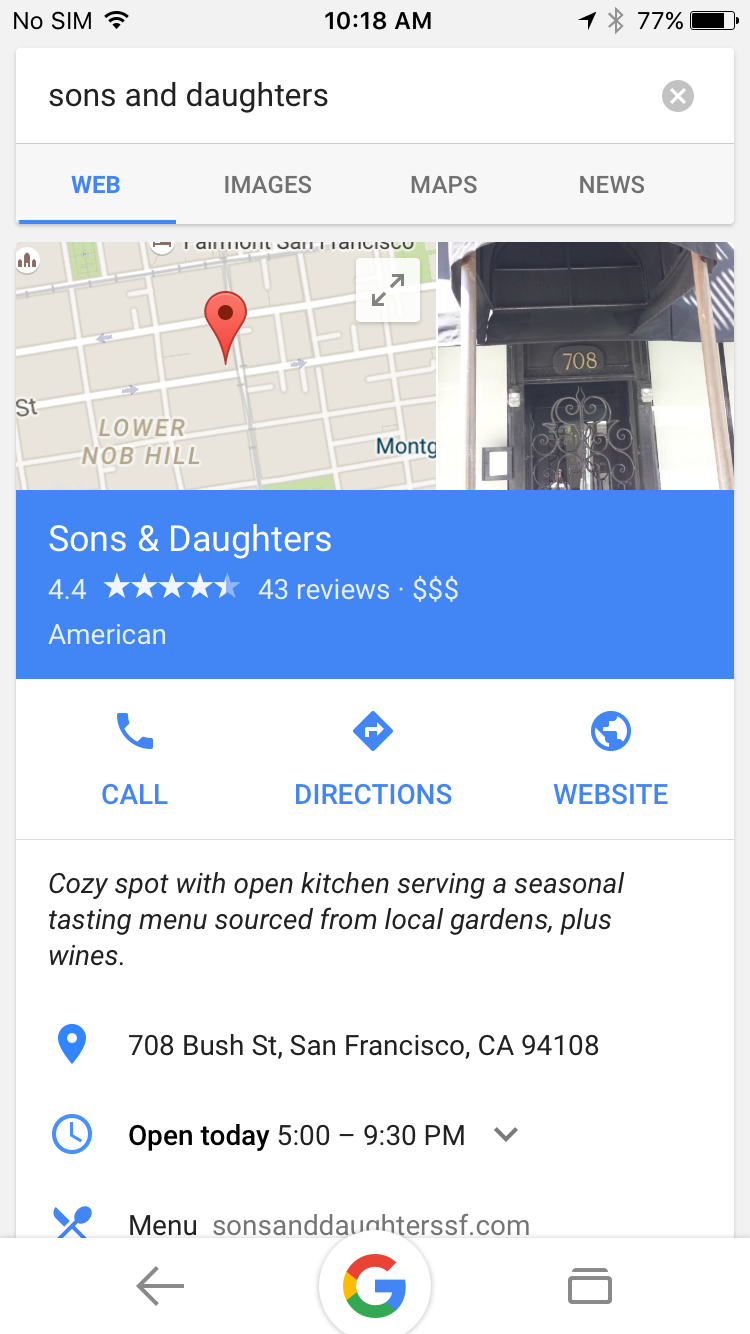 No SIM 10:18 AM 77%
sons and daughters
WEB IMAGES MAPS NEWS
Fairmont San Francisco
708
St
LOWER
NOB HILL
Montg
Sons & Daughters
4.4 43 reviews · $$$
American
CALL DIRECTIONS WEBSITE
Cozy spot with open kitchen serving a seasonal
tasting menu sourced from local gardens, plus
wines.
708 Bush St, San Francisco, CA 94108
Open today 5:00 – 9:30 PM
Menu sonsanddaughterssf.com